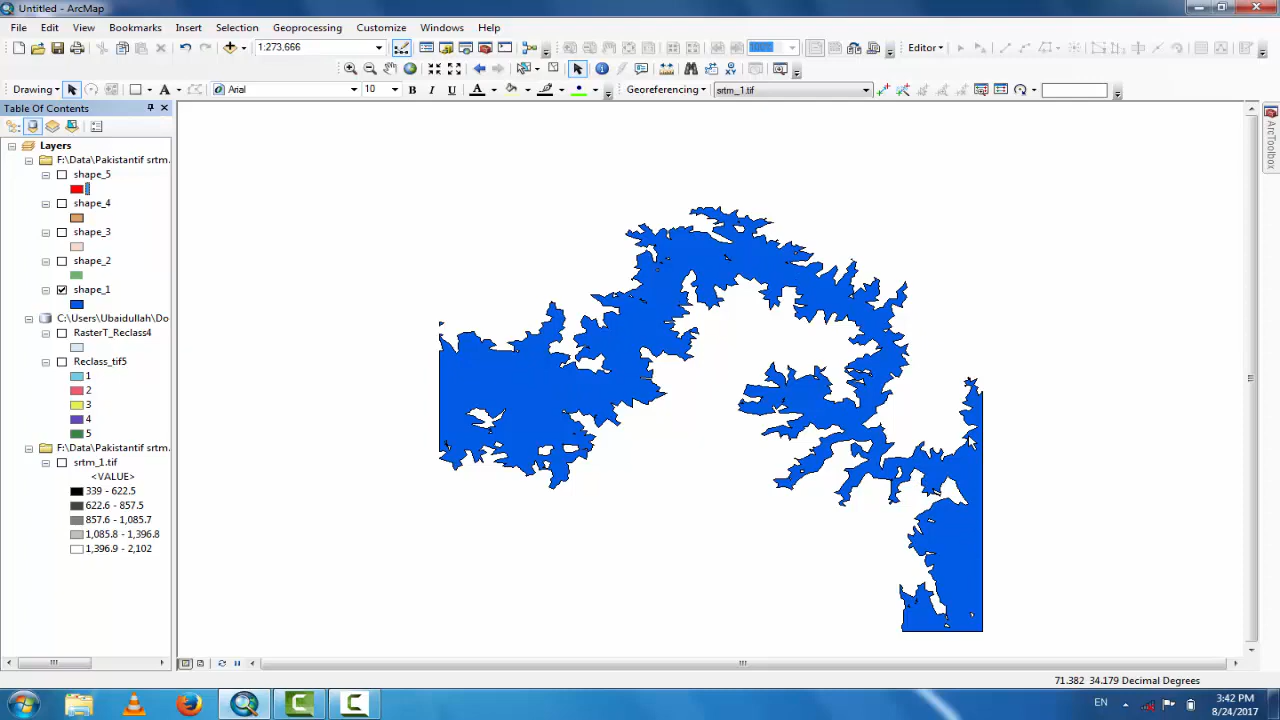 Untitled - ArcMap
File Edit View Bookmarks Insert Selection Geoprocessing Customize Windows Help
1:273,666
Editor
Drawing
A
Arial
10
B I U A
Georeferencing
srtm_1.tif
Table Of Contents
Layers
F:\Data\Pakistantif srtm.
shape_5
shape_4
shape_3
shape_2
shape_1
C:\Users\Ubaidullah\Do
RasterT_Reclass4
Reclass_tif5
1
2
3
4
5
F:\Data\Pakistantif srtm.
srtm_1.tif
<VALUE>
339 - 622.5
622.6 - 857.5
857.6 - 1,085.7
1,085.8 - 1,396.8
1,396.9 - 2,102
ArcToolbox
71.382 34.179 Decimal Degrees
EN
3:42 PM
8/24/2017